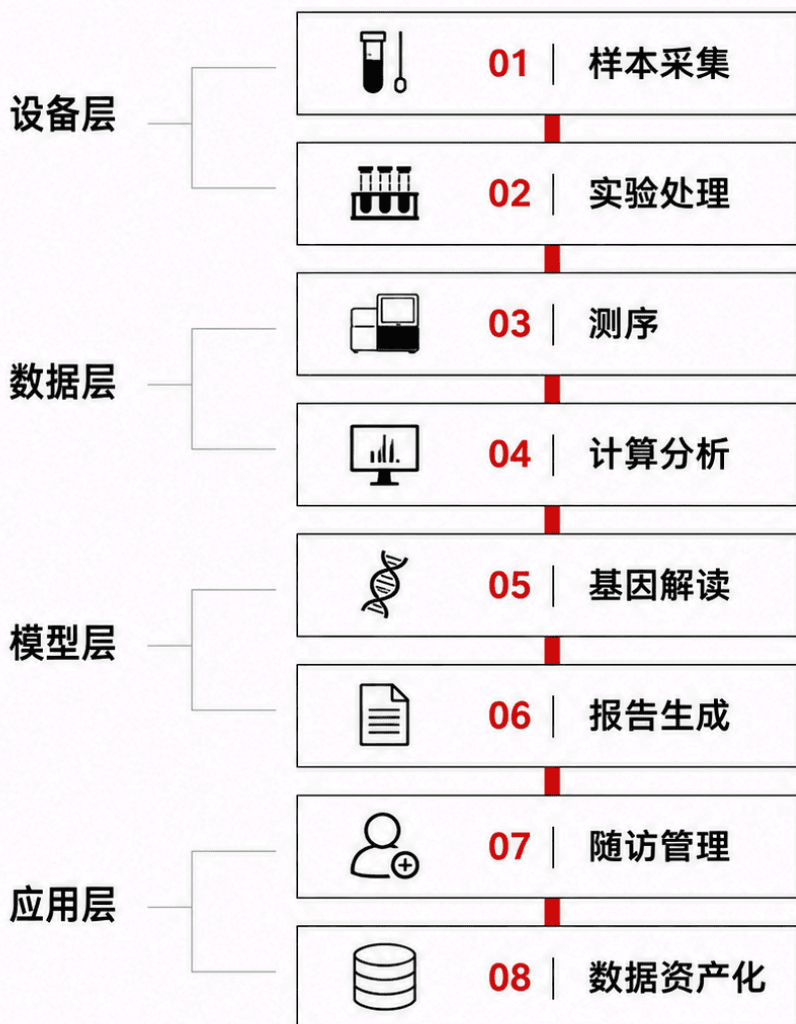 设备层
01 样本采集
02 实验处理
数据层
03 测序
04 计算分析
模型层
05 基因解读
06 报告生成
应用层
07 随访管理
08 数据资产化